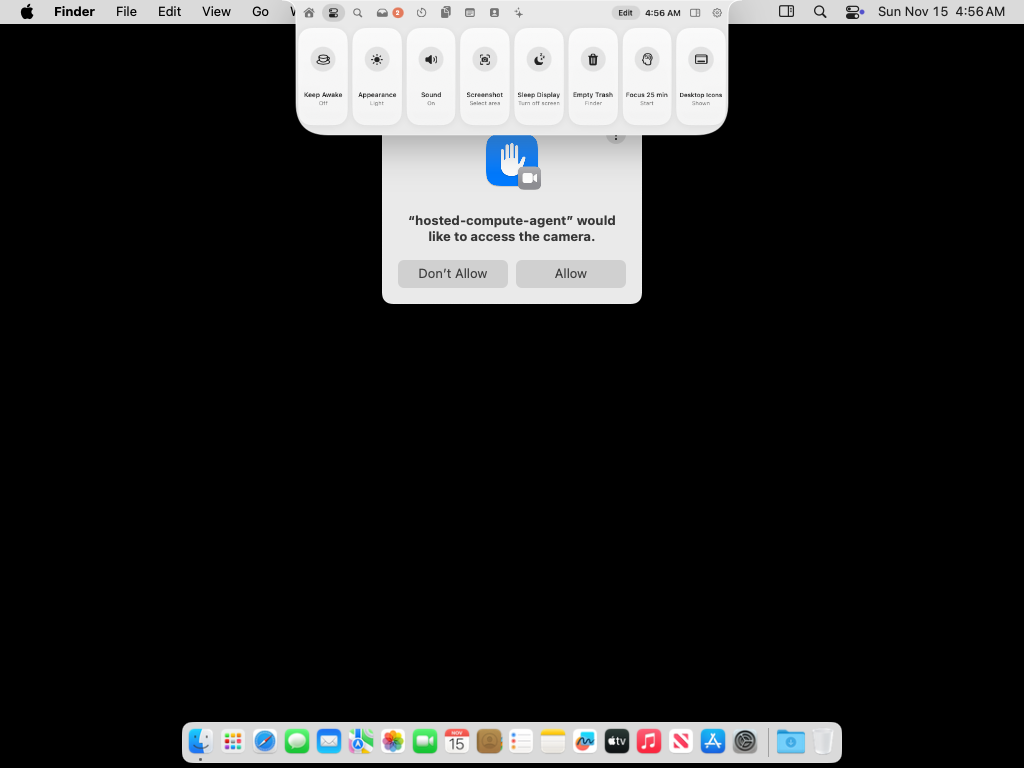 Finder File Edit View Go
2 Edit 4:56 AM
Sun Nov 15 4:56 AM
Keep Awake Appearance Sound Screenshot Sleep Display Empty Trash Focus 25 min Desktop Icons
Off Light On Select area Turn off screen Finder Start Shown
“hosted-compute-agent” would
like to access the camera.
Don’t Allow Allow
NOV
15
tv